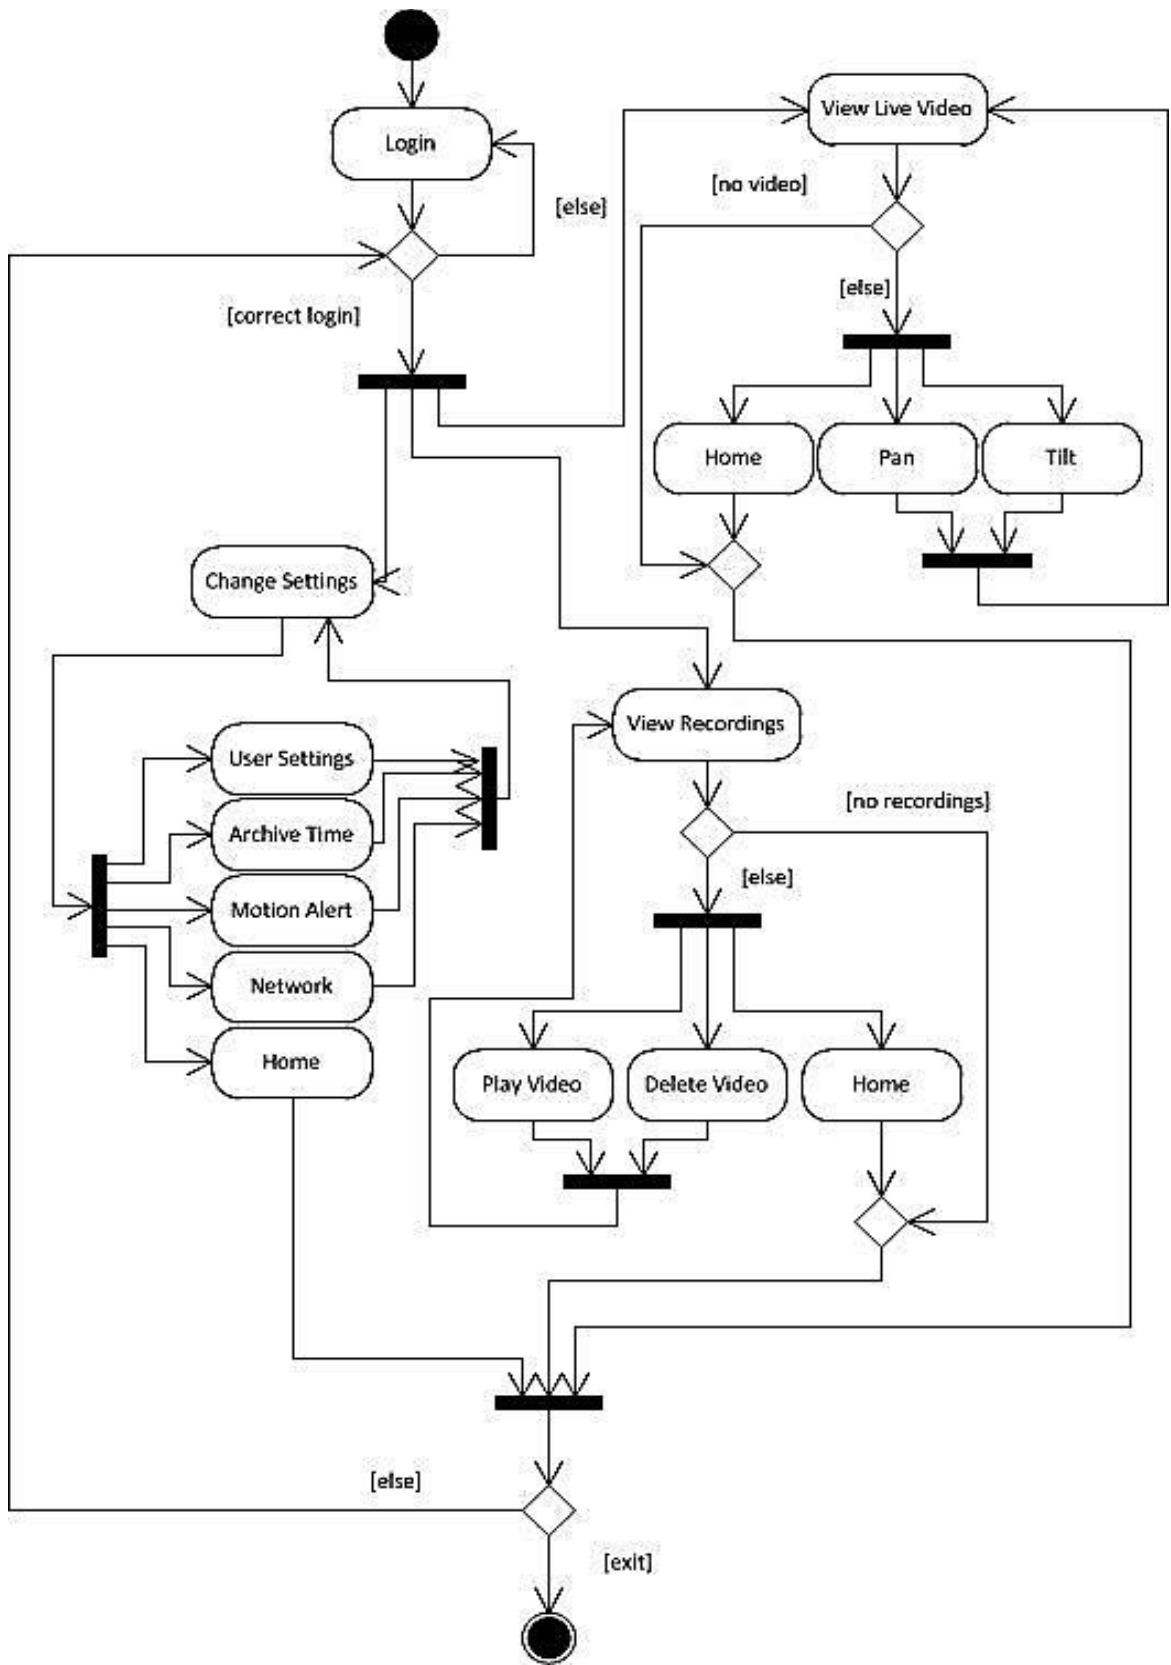 Login
View Live Video
[no video]
[else]
[else]
[correct login]
Home
Pan
Tilt
Change Settings
View Recordings
User Settings
[no recordings]
Archive Time
[else]
Motion Alert
Network
Home
Play Video
Delete Video
Home
[else]
[exit]